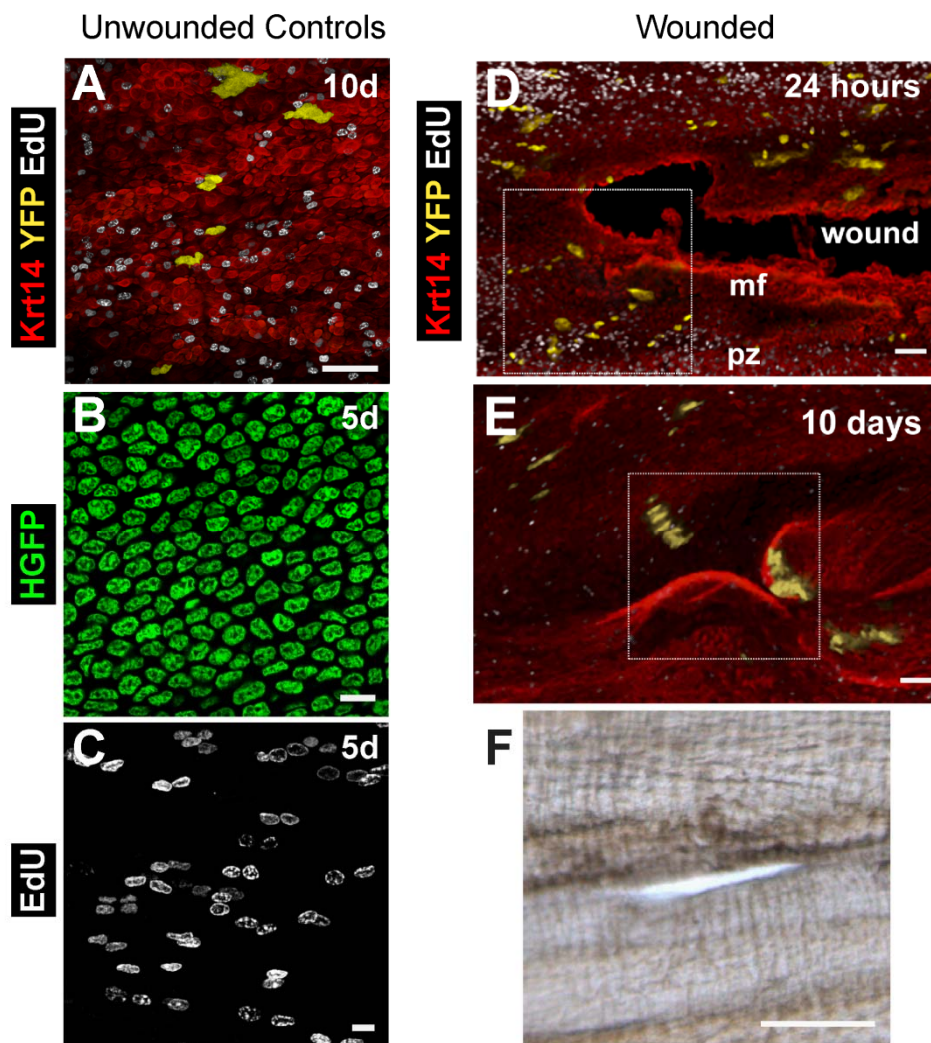 Unwounded Controls
Wounded
Krt14 YFP EdU
A
10d
Krt14 YFP EdU
D
24 hours
wound
mf
pz
HGFP
B
5d
E
10 days
EdU
C
5d
F